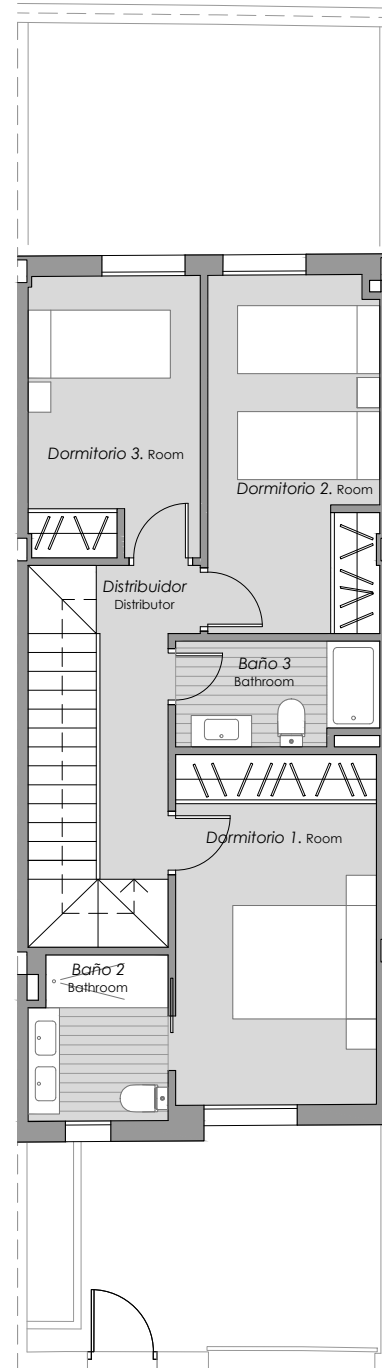 Dormitorio 3. Room
Dormitorio 2. Room
Distribuidor
Distributor
Baño 3
Bathroom
Dormitorio 1. Room
Baño 2
Bathroom